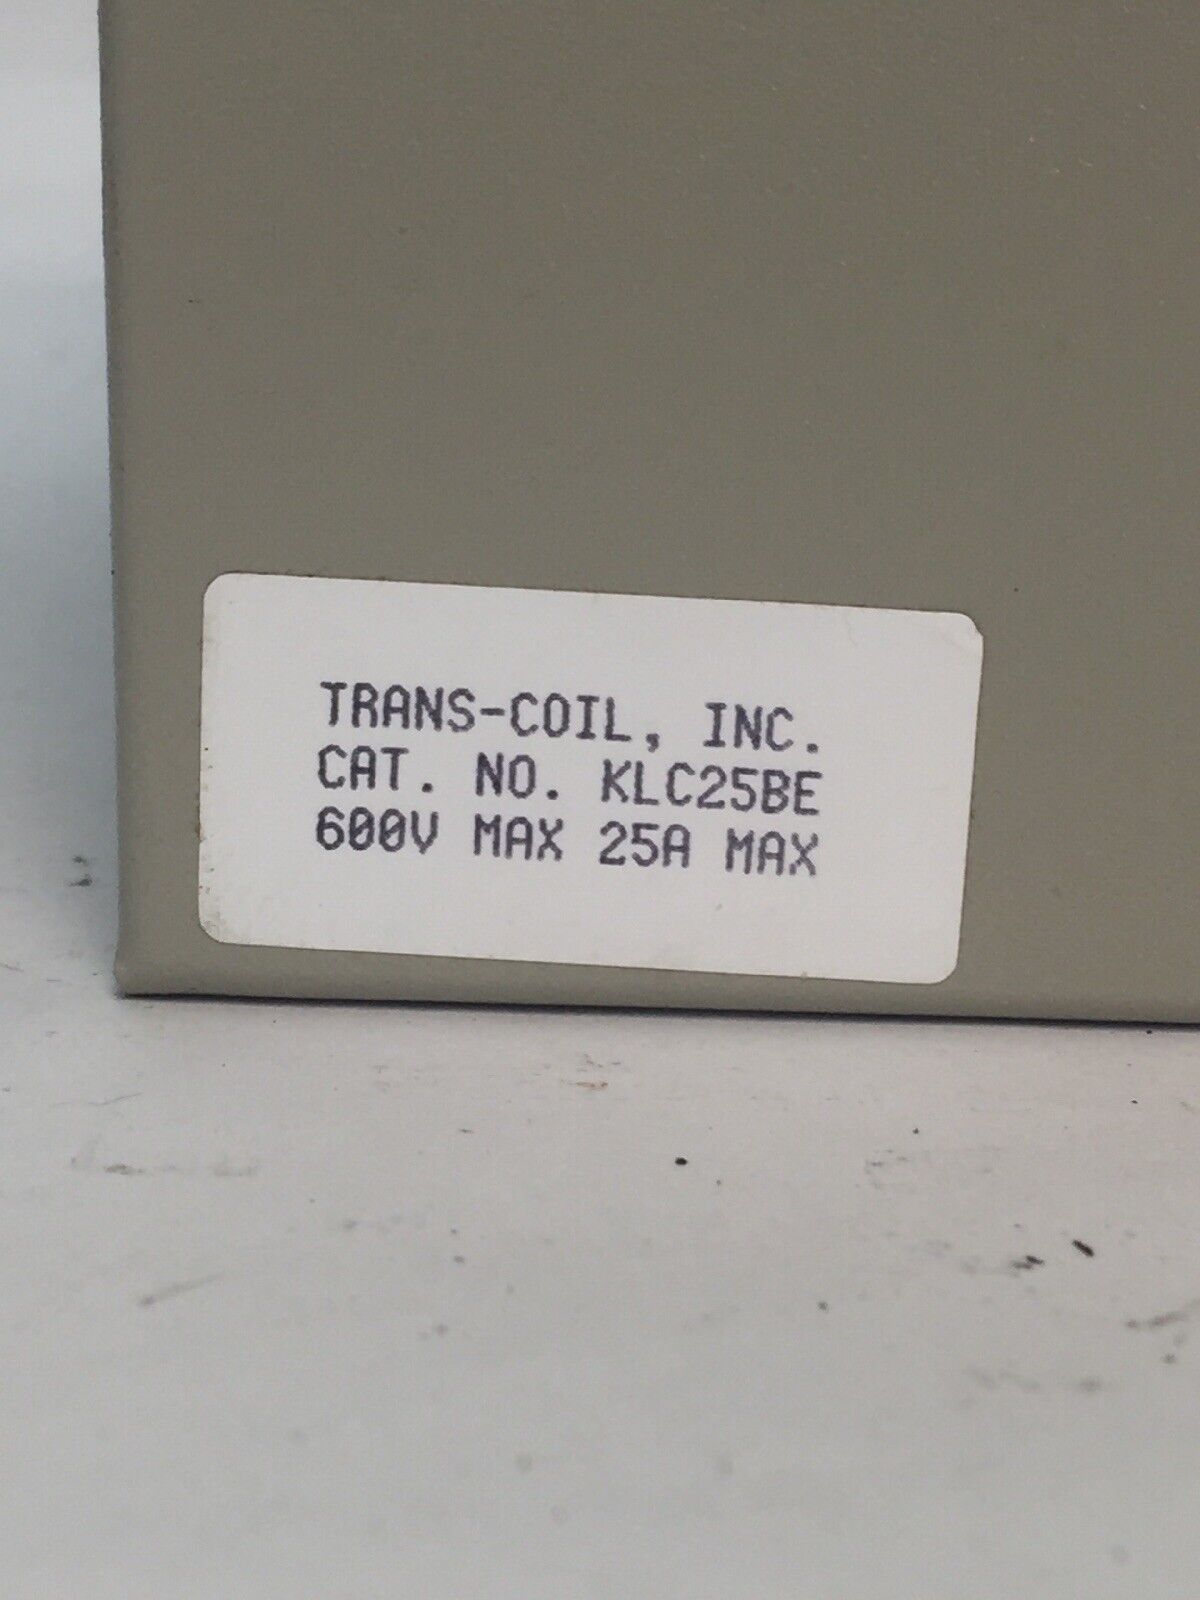 TRANS-COIL, INC.
CAT. NO. KLC25BE
600V MAX 25A MAX